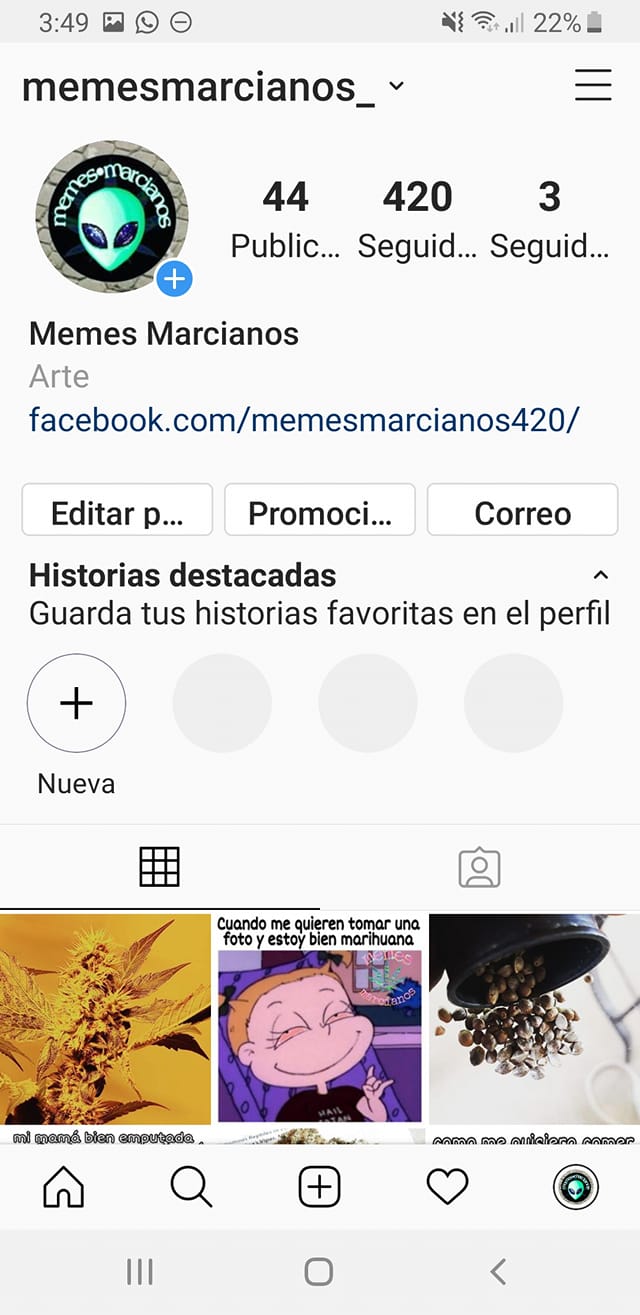 3:49
22%
memesmarcianos_
memes•marcianos
44
420
3
Public...
Seguid...
Seguid...
Memes Marcianos
Arte
facebook.com/memesmarcianos420/
Editar p...
Promoci...
Correo
Historias destacadas
Guarda tus historias favoritas en el perfil
Nueva
Cuando me quieren tomar una
foto y estoy bien marihuana
memes
marcianos
HAIL
SATAN
mi mamá bien emputada
como me quisiera comer